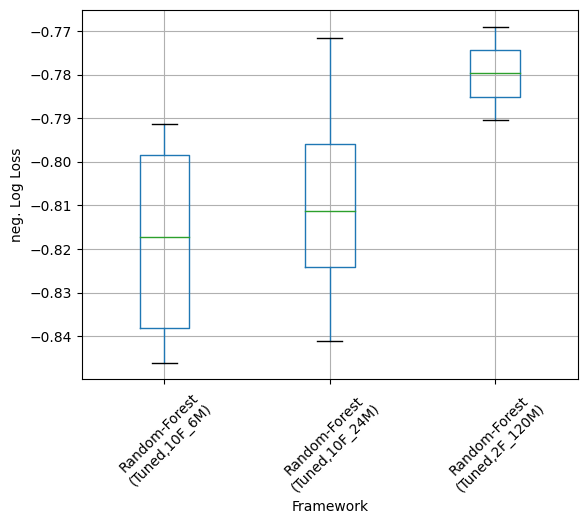 −0.77
−0.78
−0.79
−0.80
−0.81
−0.82
−0.83
−0.84
neg. Log Loss
Random-Forest
(Tuned,10F_6M)
Random-Forest
(Tuned,10F_24M)
Random-Forest
(Tuned,2F_120M)
Framework